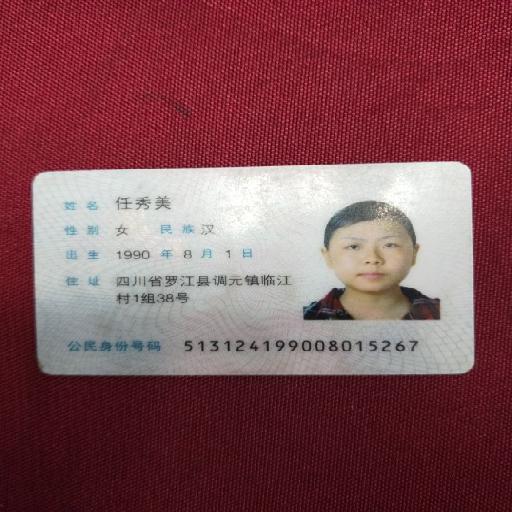 姓名 任秀美
性别 女 民族 汉
出生 1990 年 8 月 1 日
住址 四川省罗江县调元镇临江
村1组38号
公民身份号码 513124199008015267